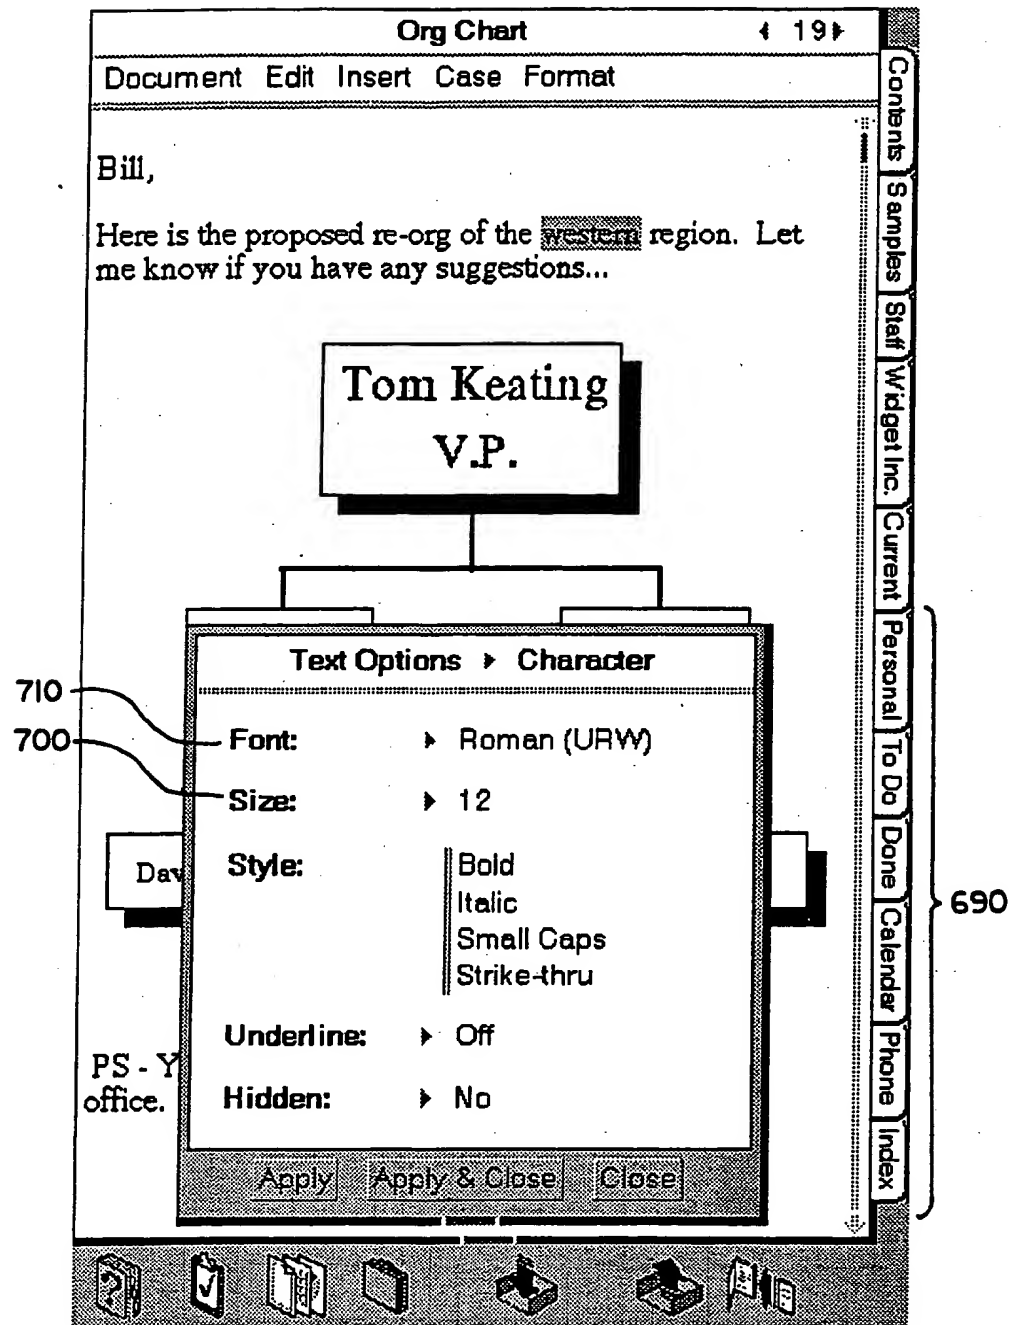 Org Chart 19
Document Edit Insert Case Format
Bill,
Here is the proposed re-org of the western region. Let
me know if you have any suggestions...
Tom Keating
V.P.
Text Options Character
710
Font: Roman (URW)
700
Size: 12
Style: Bold
Italic
Small Caps
Strike-thru
Underline: Off
Hidden: No
Apply Apply & Close Close
Dav
PS - Y
office.
Contents
Samples
Staff
Widget Inc.
Current
Personal
To Do
Done
Calendar
Phone
Index
690